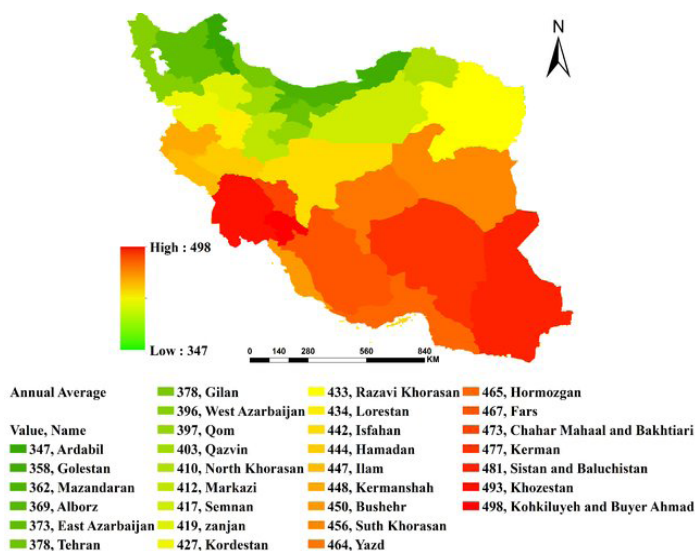 N
High : 498
Low : 347
0 140 280 560 840
KM
Annual Average
Value, Name
347, Ardabil
358, Golestan
362, Mazandaran
369, Alborz
373, East Azarbaijan
378, Tehran
378, Gilan
396, West Azarbaijan
397, Qom
403, Qazvin
410, North Khorasan
412, Markazi
417, Semnan
419, zanjan
427, Kordestan
433, Razavi Khorasan
434, Lorestan
442, Isfahan
444, Hamadan
447, Ilam
448, Kermanshah
450, Bushehr
456, Suth Khorasan
464, Yazd
465, Hormozgan
467, Fars
473, Chahar Mahaal and Bakhtiari
477, Kerman
481, Sistan and Baluchistan
493, Khozestan
498, Kohkiluyeh and Buyer Ahmad